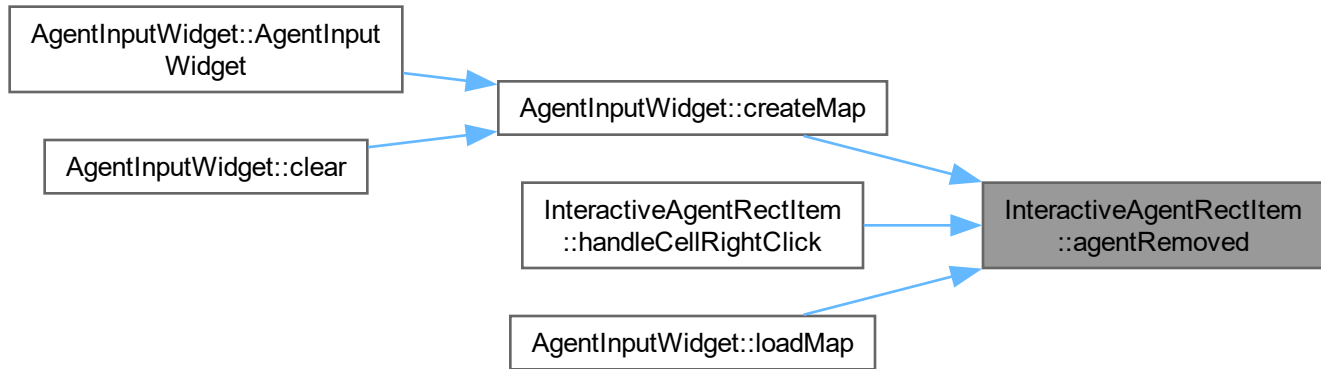 AgentInputWidget::AgentInput
Widget
AgentInputWidget::createMap
AgentInputWidget::clear
InteractiveAgentRectItem
::handleCellRightClick
InteractiveAgentRectItem
::agentRemoved
AgentInputWidget::loadMap